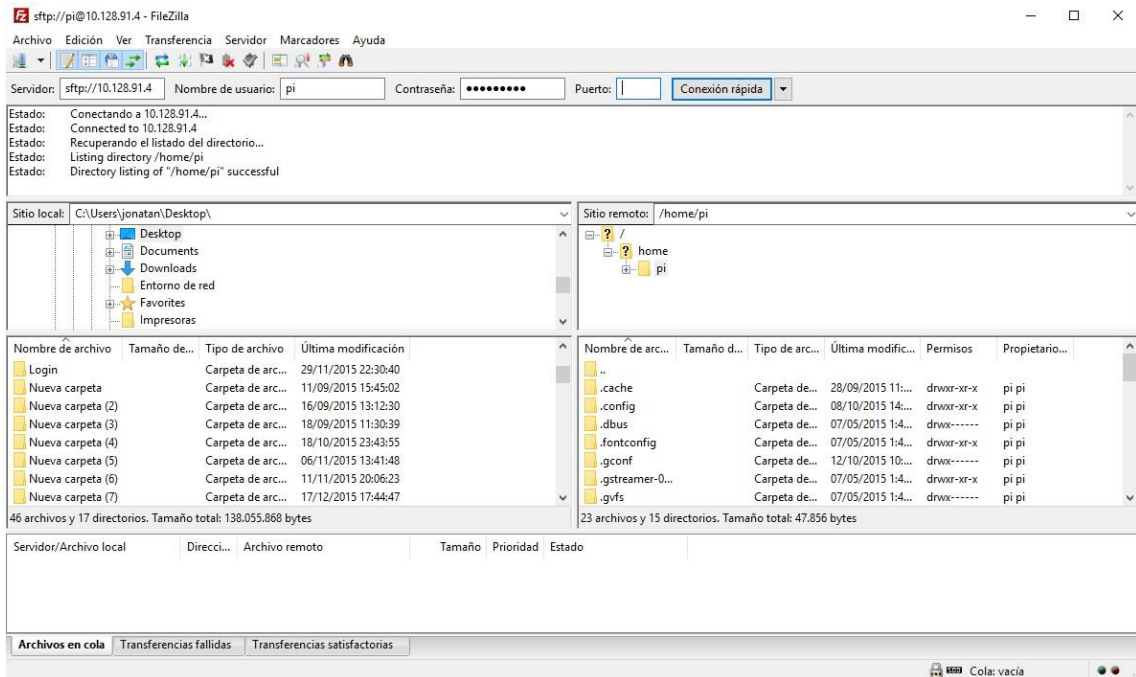 sftp://pi@10.128.91.4 - FileZilla
Archivo Edición Ver Transferencia Servidor Marcadores Ayuda
Servidor: sftp://10.128.91.4 Nombre de usuario: pi Contraseña: ●●●●●●●●● Puerto: Conexión rápida
Estado: Conectando a 10.128.91.4...
Estado: Connected to 10.128.91.4
Estado: Recuperando el listado del directorio...
Estado: Listing directory /home/pi
Estado: Directory listing of "/home/pi" successful
Sitio local: C:\Users\jonatan\Desktop\
Desktop
Documents
Downloads
Entorno de red
Favorites
Impresoras
Sitio remoto: /home/pi
/
home
pi
Nombre de archivo Tamaño de... Tipo de archivo Última modificación
Login Carpeta de arc... 29/11/2015 22:30:40
Nueva carpeta Carpeta de arc... 11/09/2015 15:45:02
Nueva carpeta (2) Carpeta de arc... 16/09/2015 13:12:30
Nueva carpeta (3) Carpeta de arc... 18/09/2015 11:30:39
Nueva carpeta (4) Carpeta de arc... 18/10/2015 23:43:55
Nueva carpeta (5) Carpeta de arc... 06/11/2015 13:41:48
Nueva carpeta (6) Carpeta de arc... 11/11/2015 20:06:23
Nueva carpeta (7) Carpeta de arc... 17/12/2015 17:44:47
46 archivos y 17 directorios. Tamaño total: 138.055.868 bytes
Nombre de arc... Tamaño d... Tipo de arc... Última modific... Permisos Propietario...
..
.cache Carpeta de... 28/09/2015 11:... drwxr-xr-x pi pi
.config Carpeta de... 08/10/2015 14:... drwxr-xr-x pi pi
.dbus Carpeta de... 07/05/2015 1:4... drwx------ pi pi
.fontconfig Carpeta de... 07/05/2015 1:4... drwxr-xr-x pi pi
.gconf Carpeta de... 12/10/2015 10:... drwx------ pi pi
.gstreamer-0... Carpeta de... 07/05/2015 1:4... drwxr-xr-x pi pi
.gvfs Carpeta de... 07/05/2015 1:4... drwx------ pi pi
23 archivos y 15 directorios. Tamaño total: 47.856 bytes
Servidor/Archivo local Direcci... Archivo remoto Tamaño Prioridad Estado
Archivos en cola Transferencias fallidas Transferencias satisfactorias
Cola: vacía